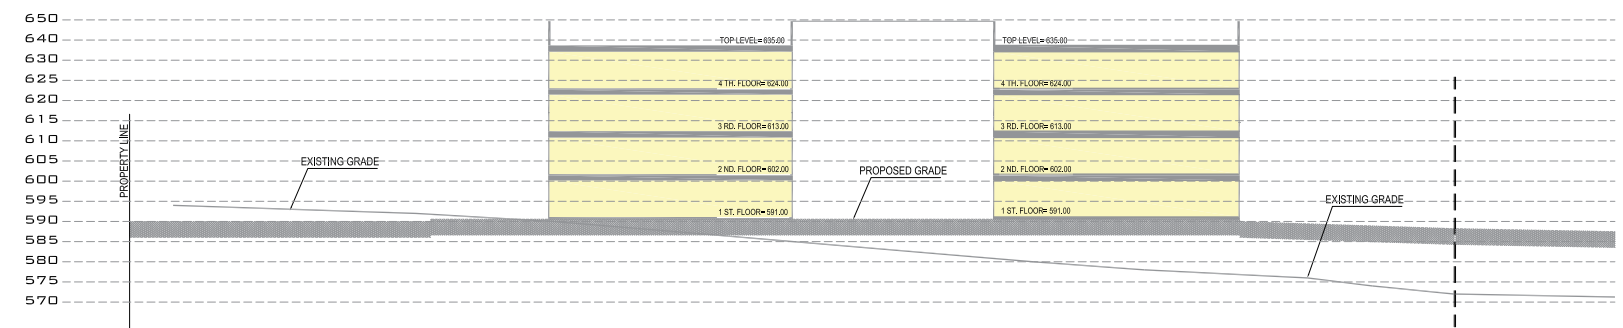 650
640
630
625
620
615
610
605
600
595
590
585
580
575
570
PROPERTY LINE
EXISTING GRADE
TOP LEVEL= 635.00
4 TH. FLOOR= 624.00
3 RD. FLOOR= 613.00
2 ND. FLOOR= 602.00
1 ST. FLOOR= 591.00
PROPOSED GRADE
TOP LEVEL= 635.00
4 TH. FLOOR= 624.00
3 RD. FLOOR= 613.00
2 ND. FLOOR= 602.00
1 ST. FLOOR= 591.00
EXISTING GRADE